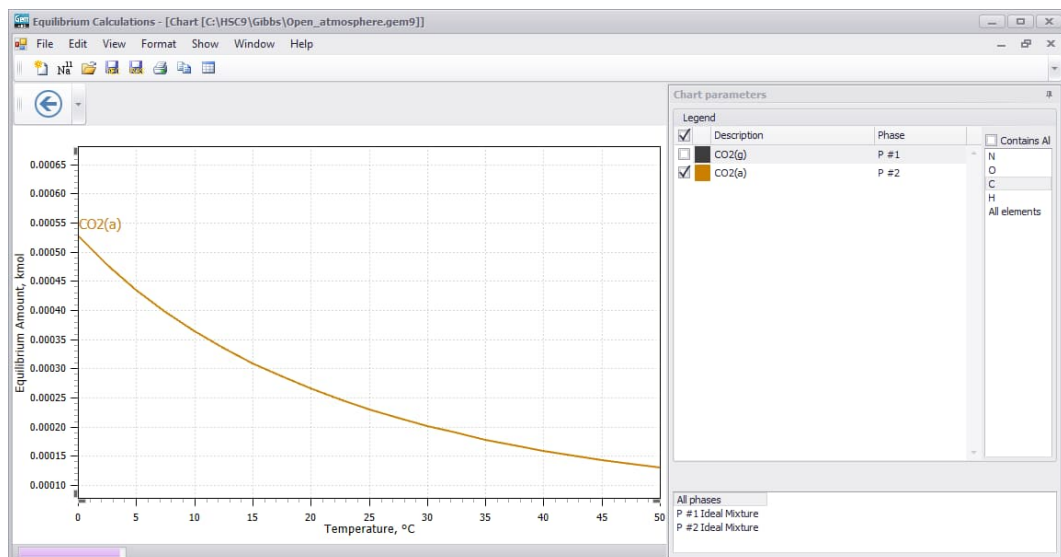 Equilibrium Calculations - [Chart [C:\HSC9\Gibbs\Open_atmosphere.gem9]]
File Edit View Format Show Window Help
Chart parameters
Legend
Description Phase
Contains Al
CO2(g) P #1
CO2(a) P #2
N
O
C
H
All elements
Equilibrium Amount, kmol
0.00065
0.00060
0.00055
0.00050
0.00045
0.00040
0.00035
0.00030
0.00025
0.00020
0.00015
0.00010
CO2(a)
0 5 10 15 20 25 30 35 40 45 50
Temperature, °C
All phases
P #1 Ideal Mixture
P #2 Ideal Mixture